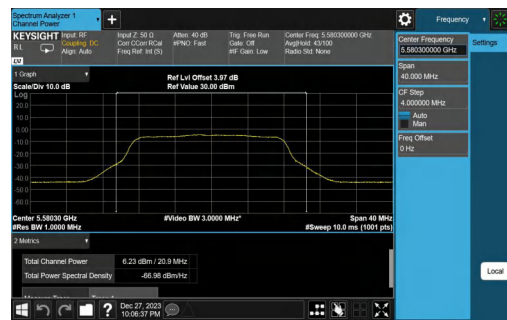 Spectrum Analyzer 1
Channel Power
+
Frequency
KEYSIGHT
Input: RF
Input Z: 50 Ω
Atten: 40 dB
Trig: Free Run
Center Freq: 5.580300000 GHz
RL
Coupling: DC
Corr CCorr RCal
#PNO: Fast
Gate: Off
Avg|Hold: 43/100
Align: Auto
Freq Ref: Int (S)
#IF Gain: Low
Radio Std: None
Center Frequency
5.580300000 GHz
Settings
Span
40.000 MHz
CF Step
4.000000 MHz
Auto
Man
Freq Offset
0 Hz
1 Graph
Ref Lvl Offset 3.97 dB
Scale/Div 10.0 dB
Ref Value 30.00 dBm
Log
20.0
10.0
0.00
-10.0
-20.0
-30.0
-40.0
-50.0
-60.0
Center 5.58030 GHz
#Video BW 3.0000 MHz*
Span 40 MHz
#Res BW 1.0000 MHz
#Sweep 10.0 ms (1001 pts)
2 Metrics
Total Channel Power
6.23 dBm / 20.9 MHz
Total Power Spectral Density
-66.98 dBm/Hz
Local
?
Dec 27, 2023
10:06:37 PM